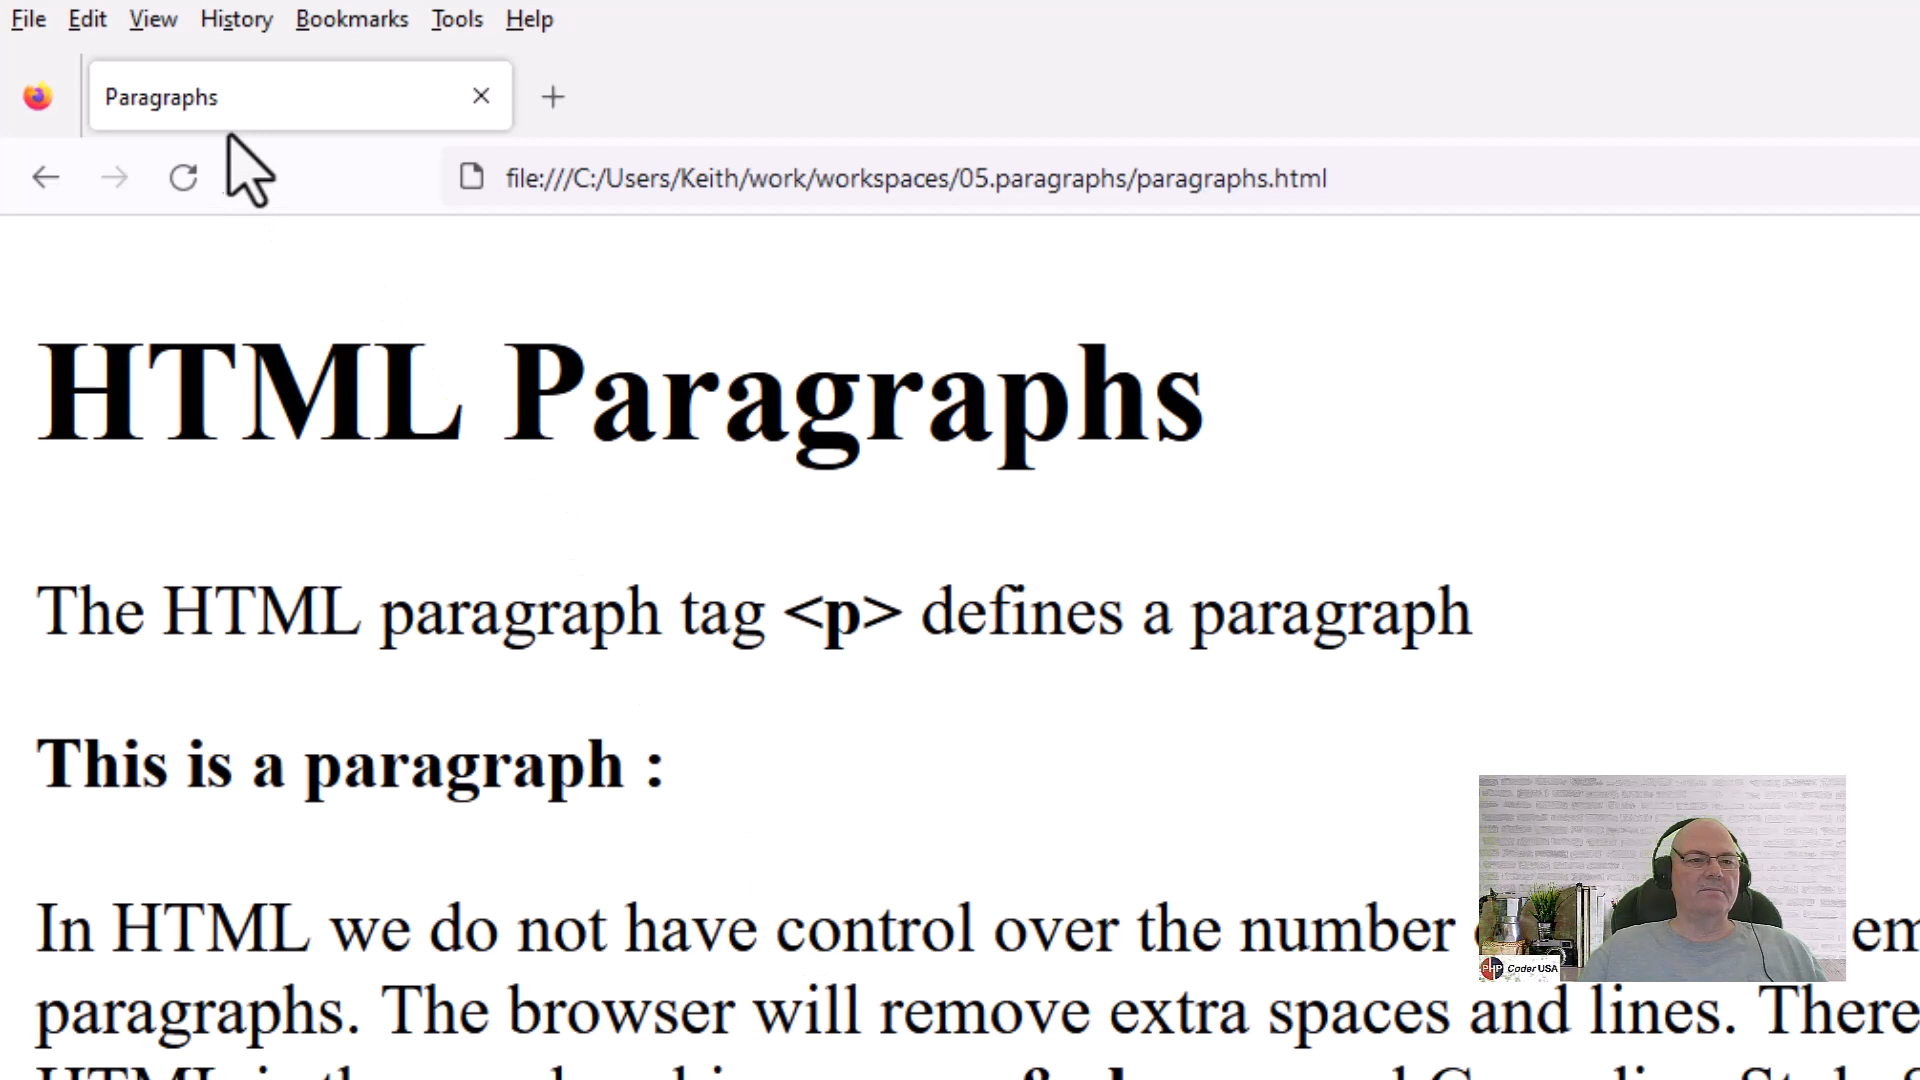 File Edit View History Bookmarks Tools Help
Paragraphs
file:///C:/Users/Keith/work/workspaces/05.paragraphs/paragraphs.html
HTML Paragraphs
The HTML paragraph tag <p> defines a paragraph
This is a paragraph :
In HTML we do not have control over the number
paragraphs. The browser will remove extra spaces and lines. There
PHP Coder USA